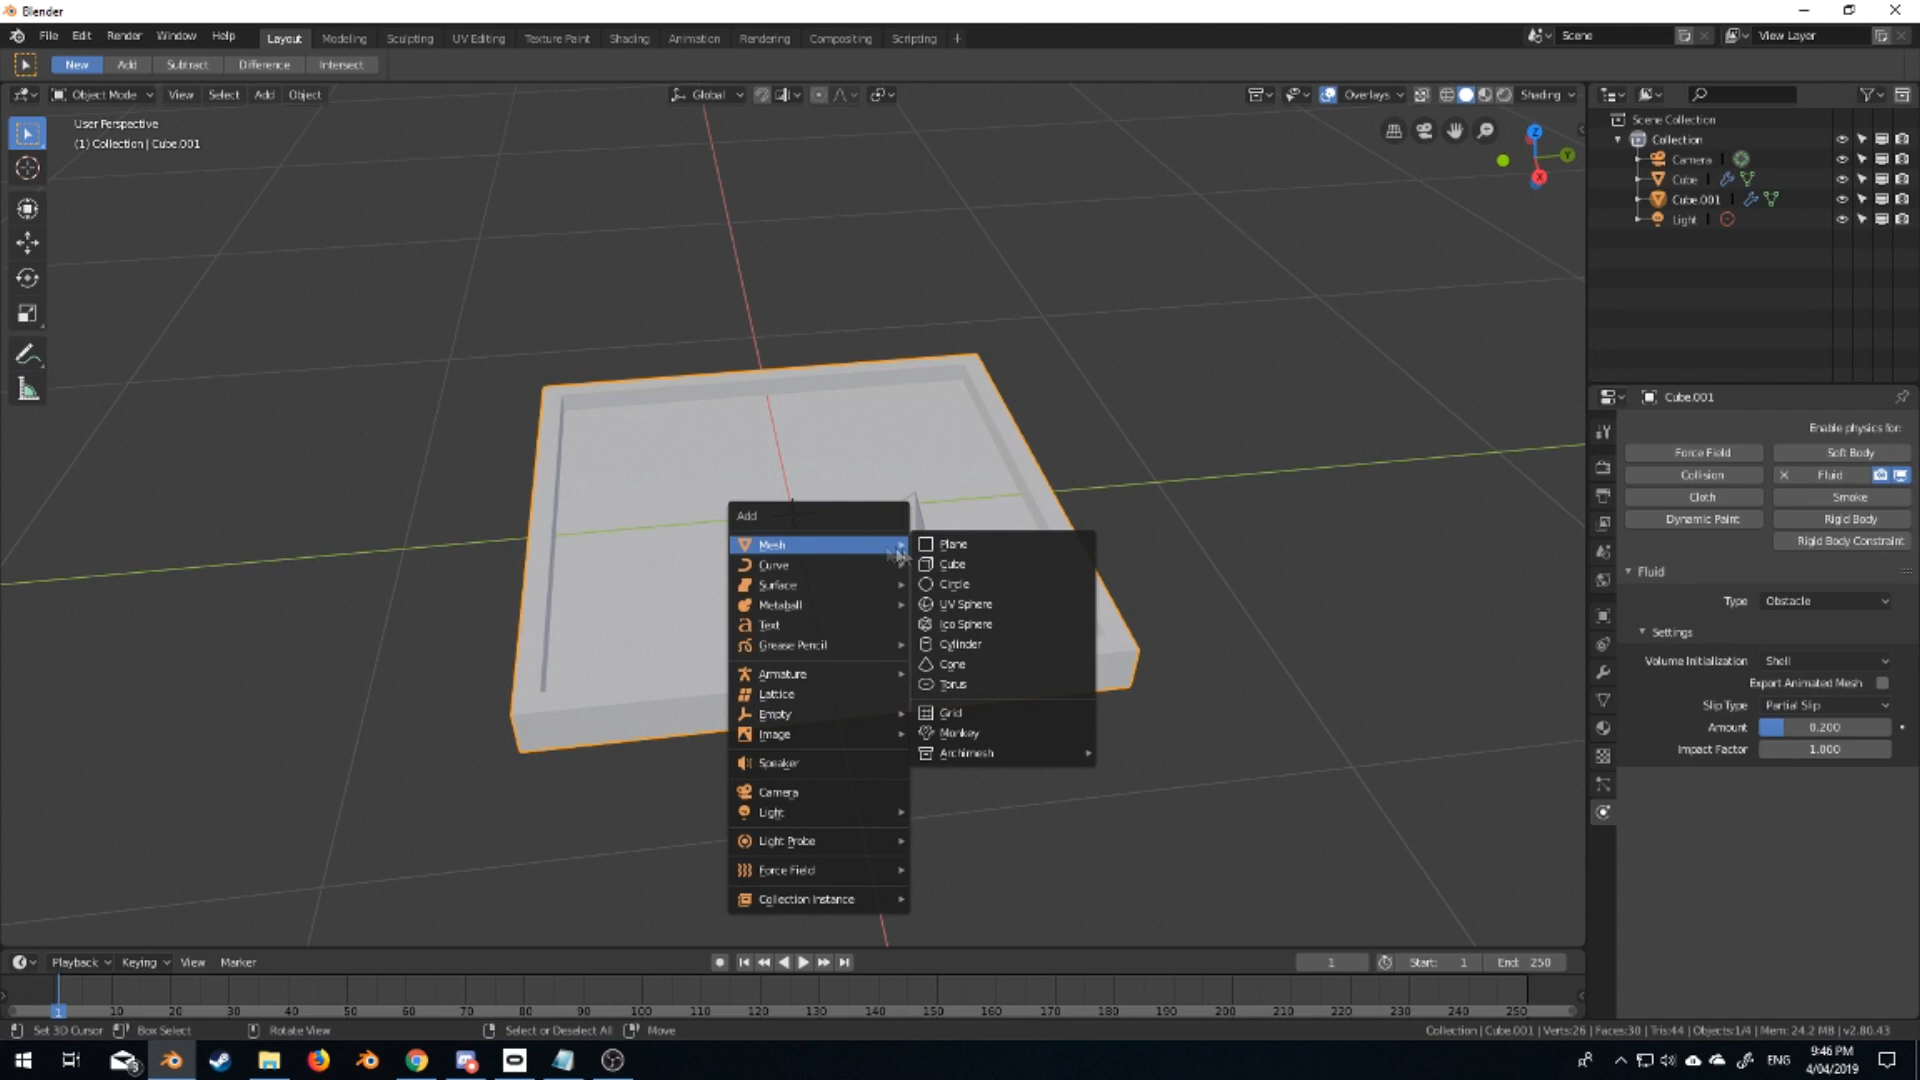 Blender
File Edit Render Window Help Layout Modeling Sculpting UV Editing Texture Paint Shading Animation Rendering Compositing Scripting + Scene View Layer
New Add Subtract Difference Intersect
Object Mode View Select Add Object Global Overlays Shading
User Perspective
(1) Collection | Cube.001
Z
Y
X
Scene Collection
Collection
Camera
Cube
Cube.001
Light
Cube.001
Enable physics for:
Force Field Soft Body
Collision Fluid
Cloth Smoke
Dynamic Paint Rigid Body
Rigid Body Constraint
Fluid
Type Obstacle
Settings
Volume Initialization Shell
Export Animated Mesh
Slip Type Partial Slip
Amount 0.200
Impact Factor 1.000
Add
Mesh
Curve
Surface
Metaball
Text
Grease Pencil
Armature
Lattice
Empty
Image
Speaker
Camera
Light
Light Probe
Force Field
Collection Instance
Plane
Cube
Circle
UV Sphere
Ico Sphere
Cylinder
Cone
Torus
Grid
Monkey
Archimesh
Playback Keying View Marker 1 Start: 1 End: 250
1 10 20 30 40 50 60 70 80 90 100 110 120 130 140 150 160 170 180 190 200 210 220 230 240 250
Set 3D Cursor Box Select Rotate View Select or Deselect All Move Collection | Cube.001 | Verts:26 | Faces:30 | Tris:44 | Objects:1/4 | Mem: 24.2 MB | v2.80.43
3 ENG 9:46 PM
4/04/2019